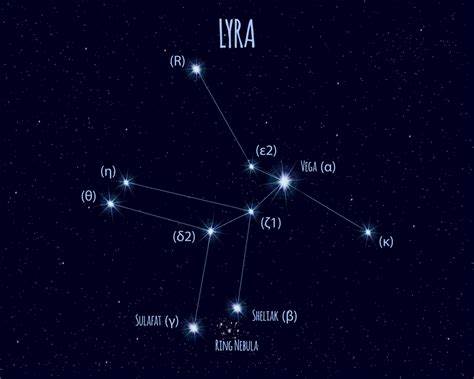 LYRA
(R)
(ε2)
VEGA (α)
(η)
(θ)
(ζ1)
(δ2)
(κ)
SHELIAK (β)
SULAFAT (γ)
RING NEBULA